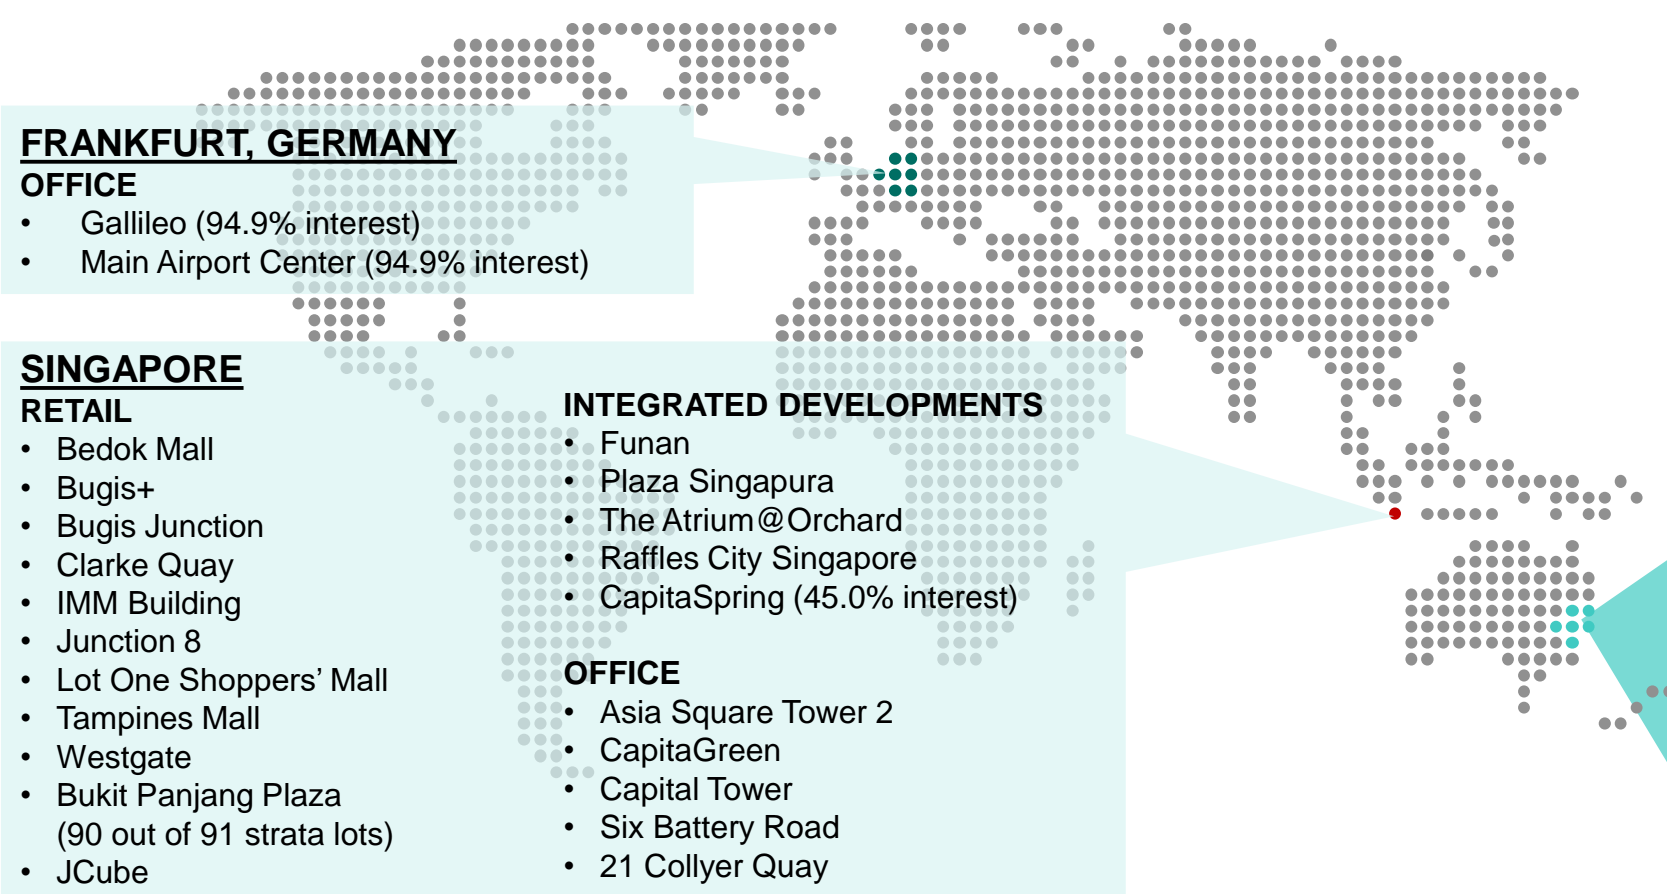 FRANKFURT, GERMANY
OFFICE
• Gallileo (94.9% interest)
• Main Airport Center (94.9% interest)
SINGAPORE
RETAIL
• Bedok Mall
• Bugis+
• Bugis Junction
• Clarke Quay
• IMM Building
• Junction 8
• Lot One Shoppers’ Mall
• Tampines Mall
• Westgate
• Bukit Panjang Plaza
(90 out of 91 strata lots)
• JCube
INTEGRATED DEVELOPMENTS
• Funan
• Plaza Singapura
• The Atrium@Orchard
• Raffles City Singapore
• CapitaSpring (45.0% interest)
OFFICE
• Asia Square Tower 2
• CapitaGreen
• Capital Tower
• Six Battery Road
• 21 Collyer Quay